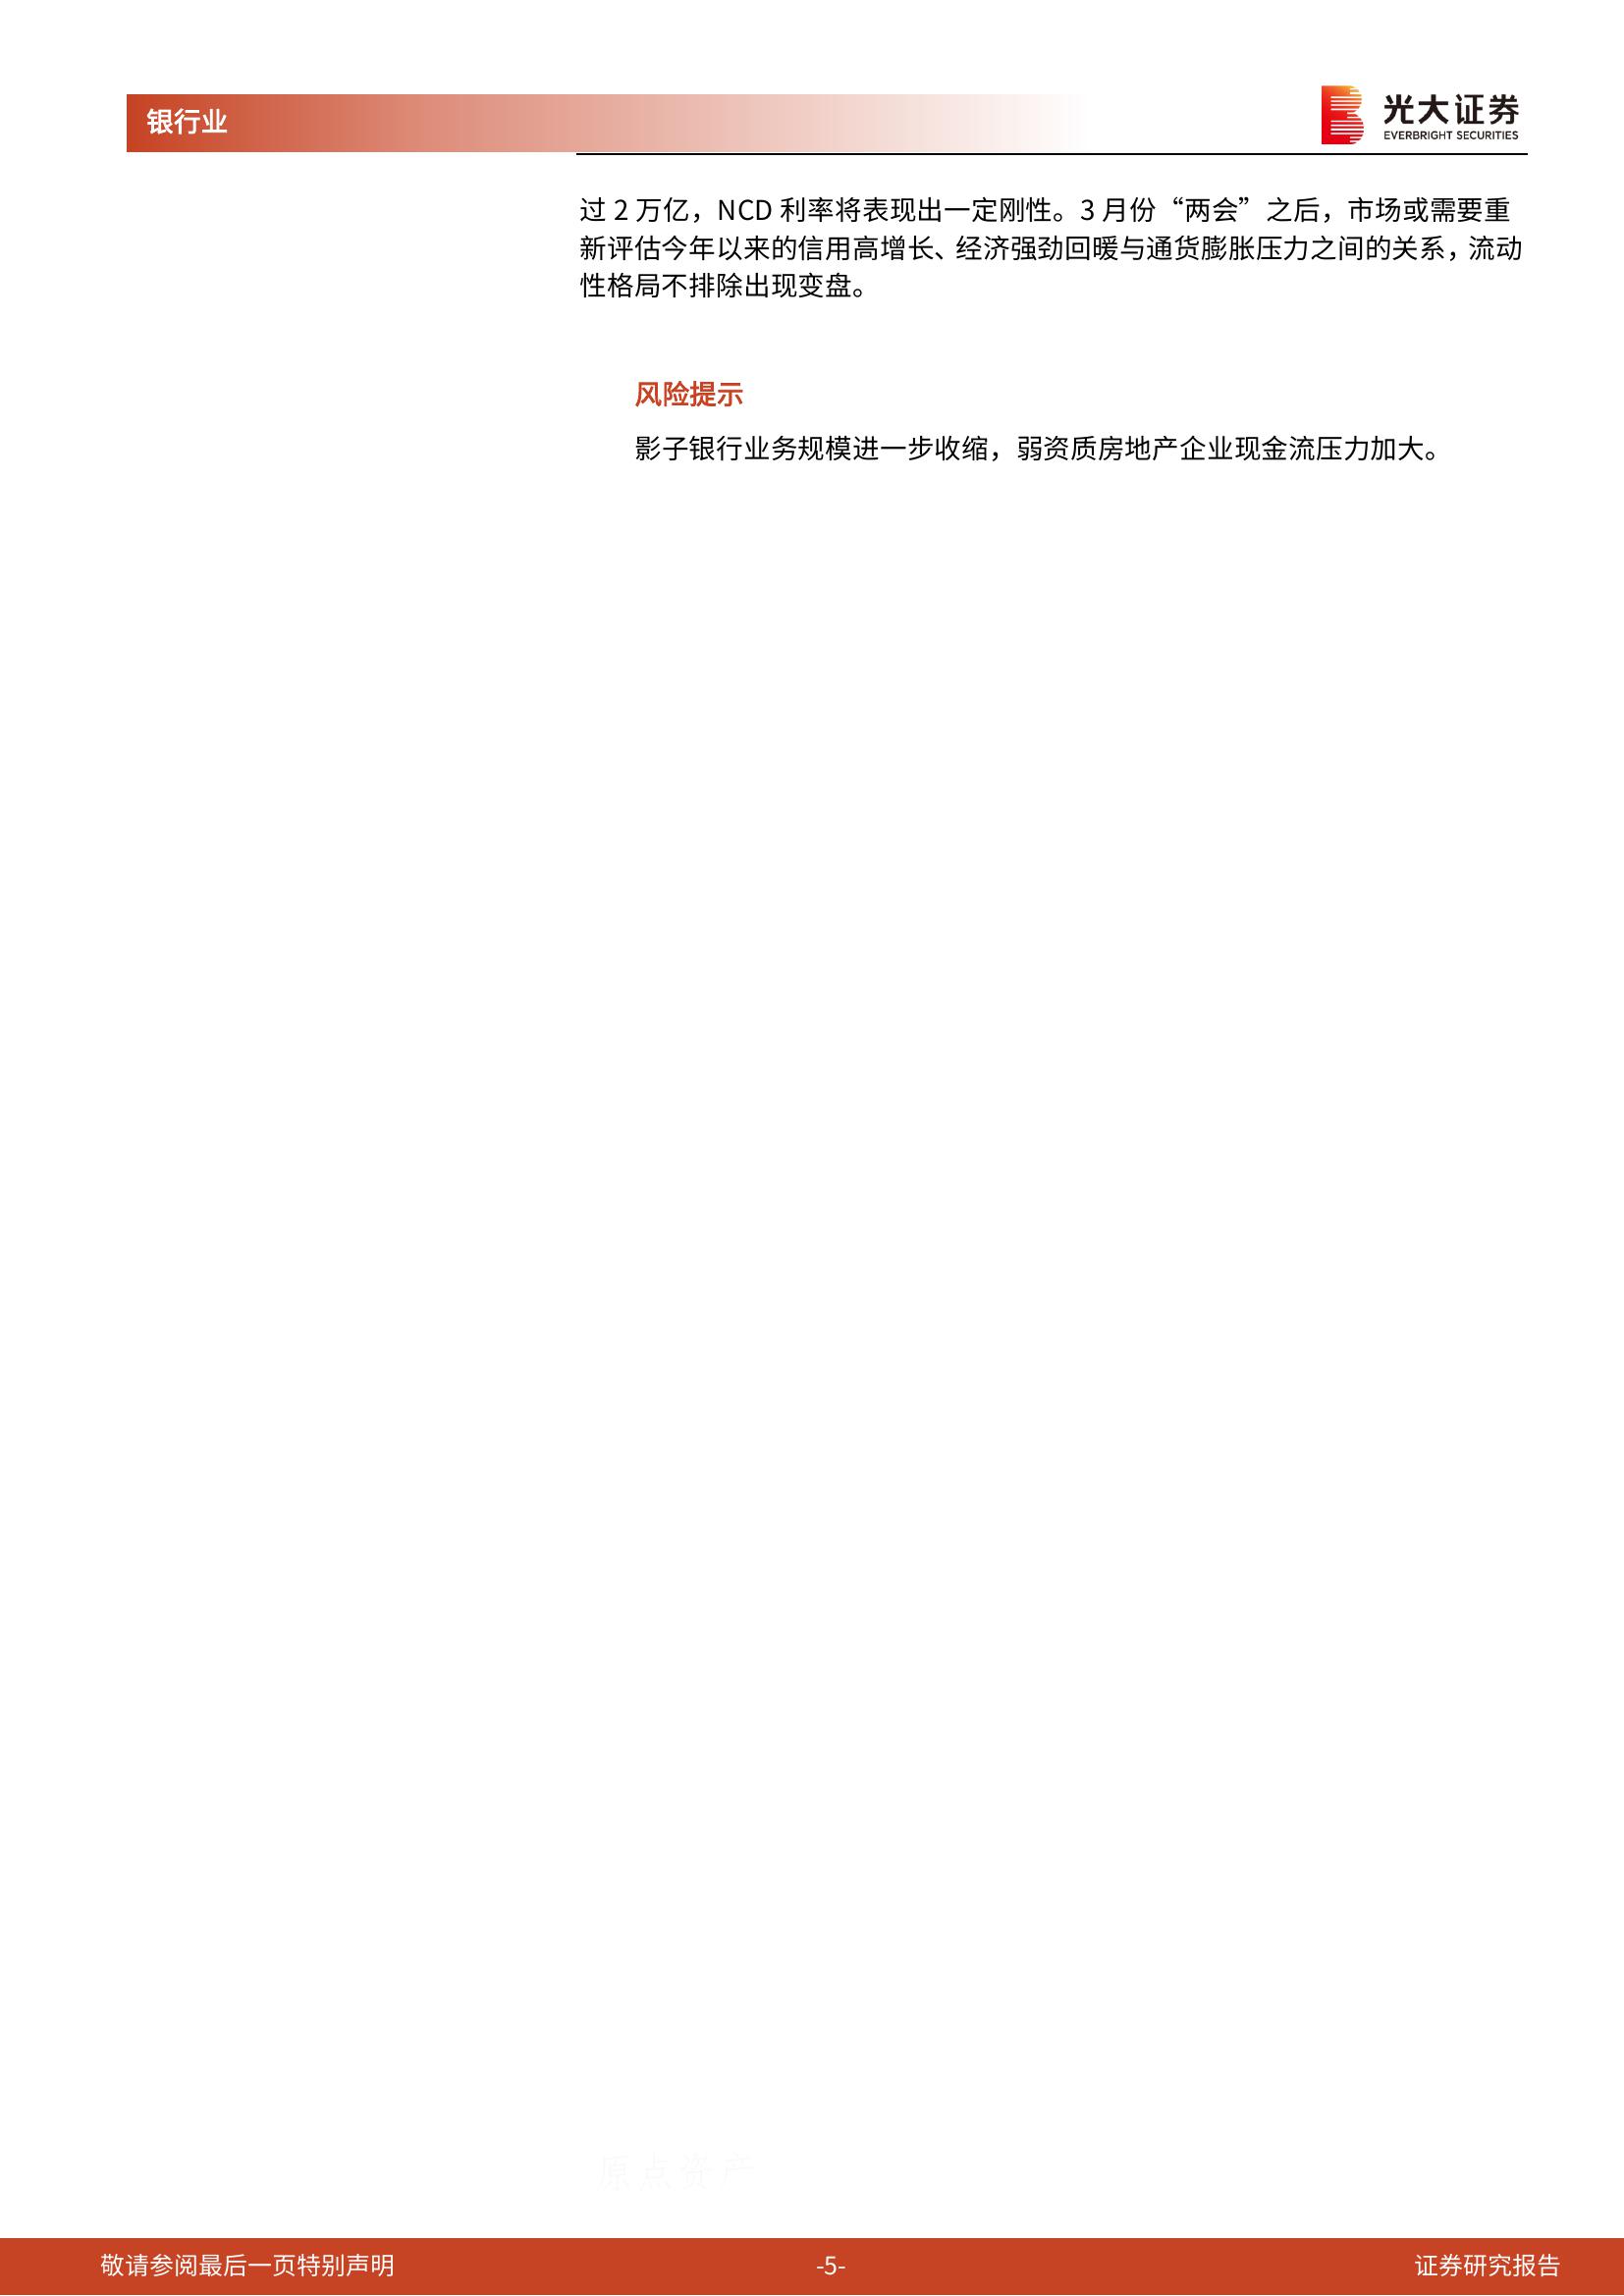 银行业
光大证券
EVERBRIGHT SECURITIES
过 2 万亿，NCD 利率将表现出一定刚性。3 月份“两会”之后，市场或需要重
新评估今年以来的信用高增长、经济强劲回暖与通货膨胀压力之间的关系，流动
性格局不排除出现变盘。
风险提示
影子银行业务规模进一步收缩，弱资质房地产企业现金流压力加大。
原点资产
敬请参阅最后一页特别声明
-5-
证券研究报告